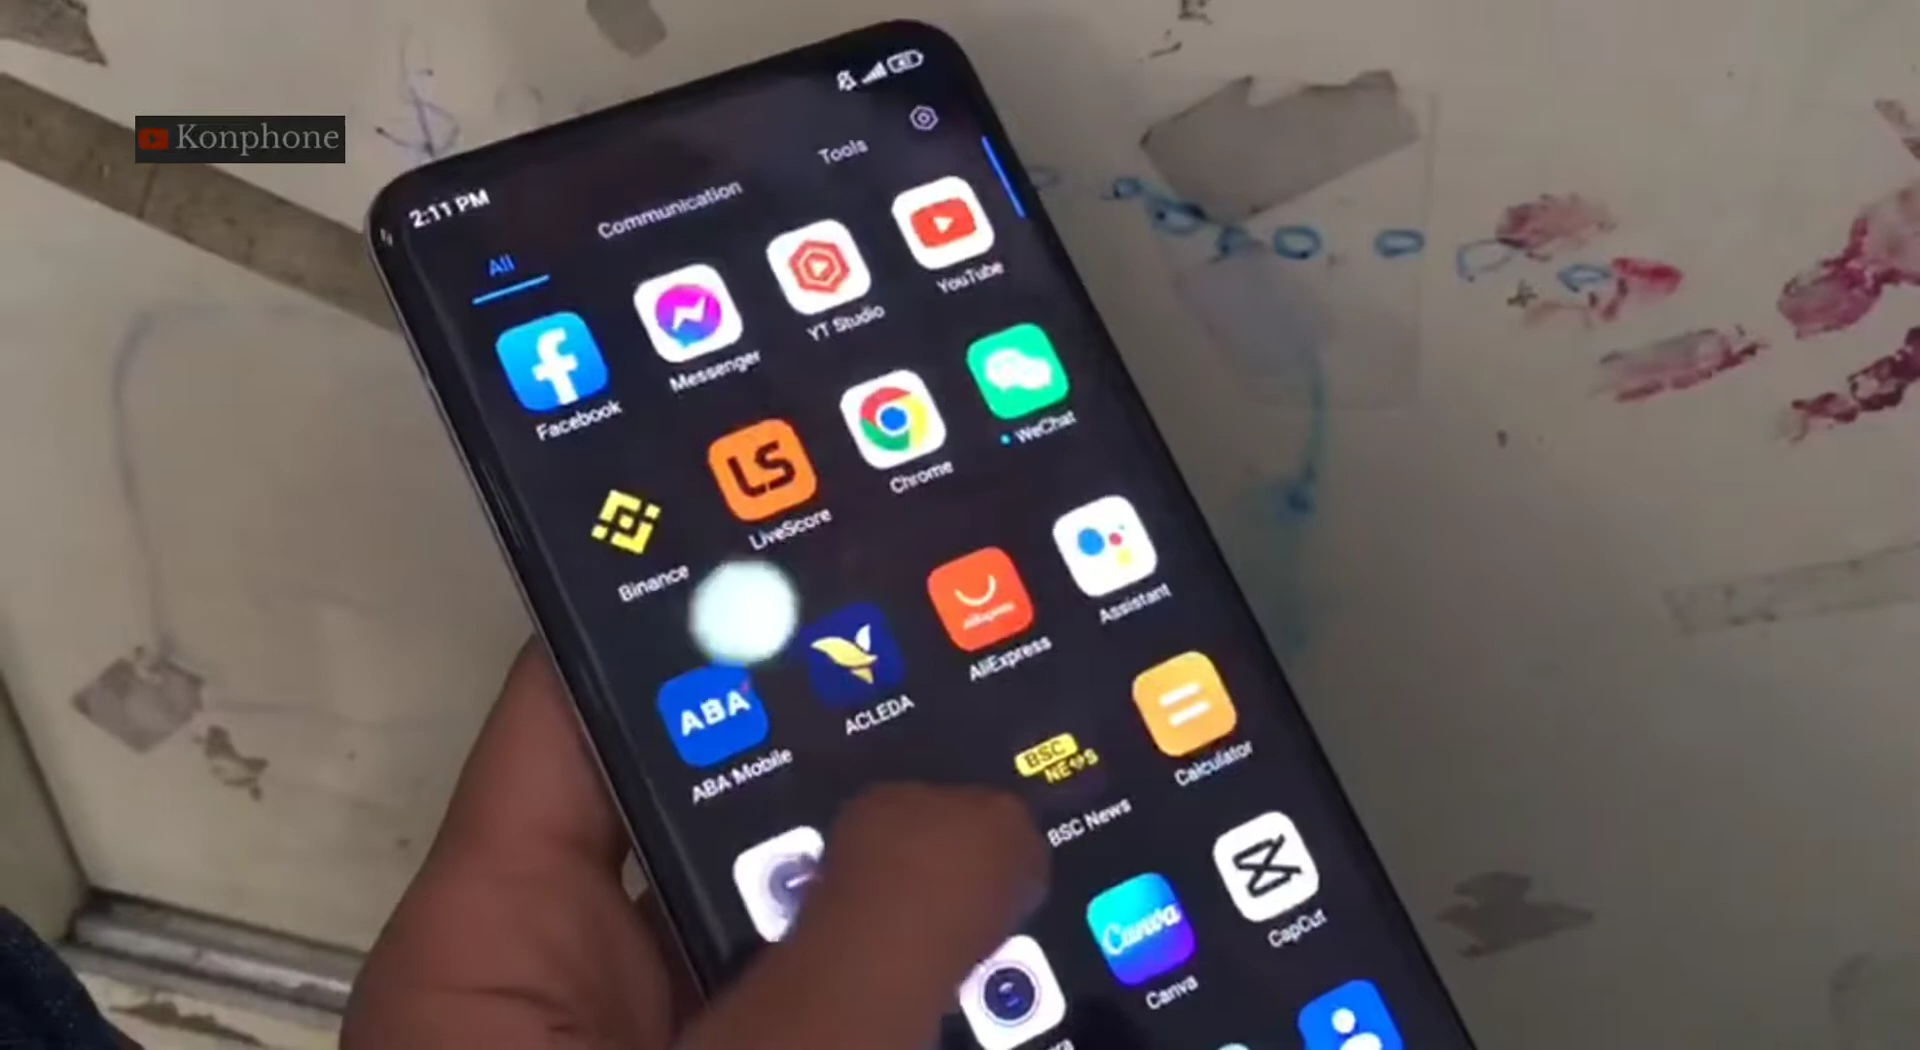 Konphone
2:11 PM
All
Communication
Tools
Facebook
Messenger
YT Studio
YouTube
Binance
LS
LiveScore
Chrome
WeChat
ABA
ABA Mobile
ACLEDA
AliExpress
AliExpress
Assistant
BSC
NEWS
BSC News
Calculator
Canva
Canva
CapCut